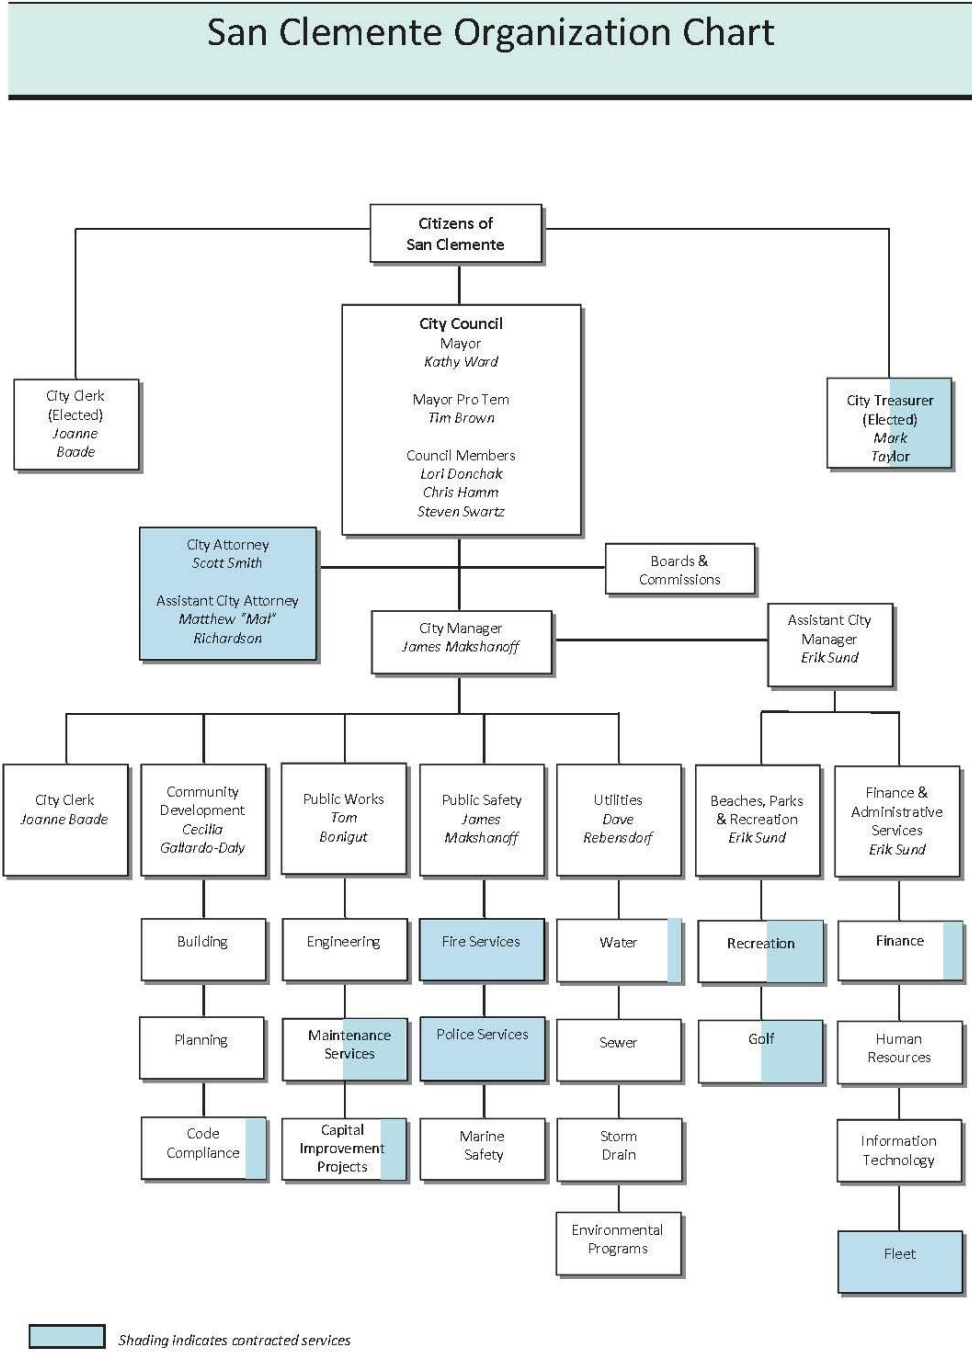 San Clemente Organization Chart
Citizens of
San Clemente
City Council
Mayor
Kathy Ward
Mayor Pro Tem
Tim Brown
Council Members
Lori Donchak
Chris Hamm
Steven Swartz
City Clerk
(Elected)
Joanne
Baade
City Treasurer
(Elected)
Mark
Taylor
City Attorney
Scott Smith
Assistant City Attorney
Matthew "Mat"
Richardson
Boards &
Commissions
City Manager
James Makshanoff
Assistant City
Manager
Erik Sund
City Clerk
Joanne Baade
Community
Development
Cecilia
Gallardo-Daly
Public Works
Tom
Bonigut
Public Safety
James
Makshanoff
Utilities
Dave
Rebensdorf
Beaches, Parks
& Recreation
Erik Sund
Finance &
Administrative
Services
Erik Sund
Building
Engineering
Fire Services
Water
Recreation
Finance
Planning
Maintenance
Services
Police Services
Sewer
Golf
Human
Resources
Code
Compliance
Capital
Improvement
Projects
Marine
Safety
Storm
Drain
Information
Technology
Environmental
Programs
Fleet
Shading indicates contracted services